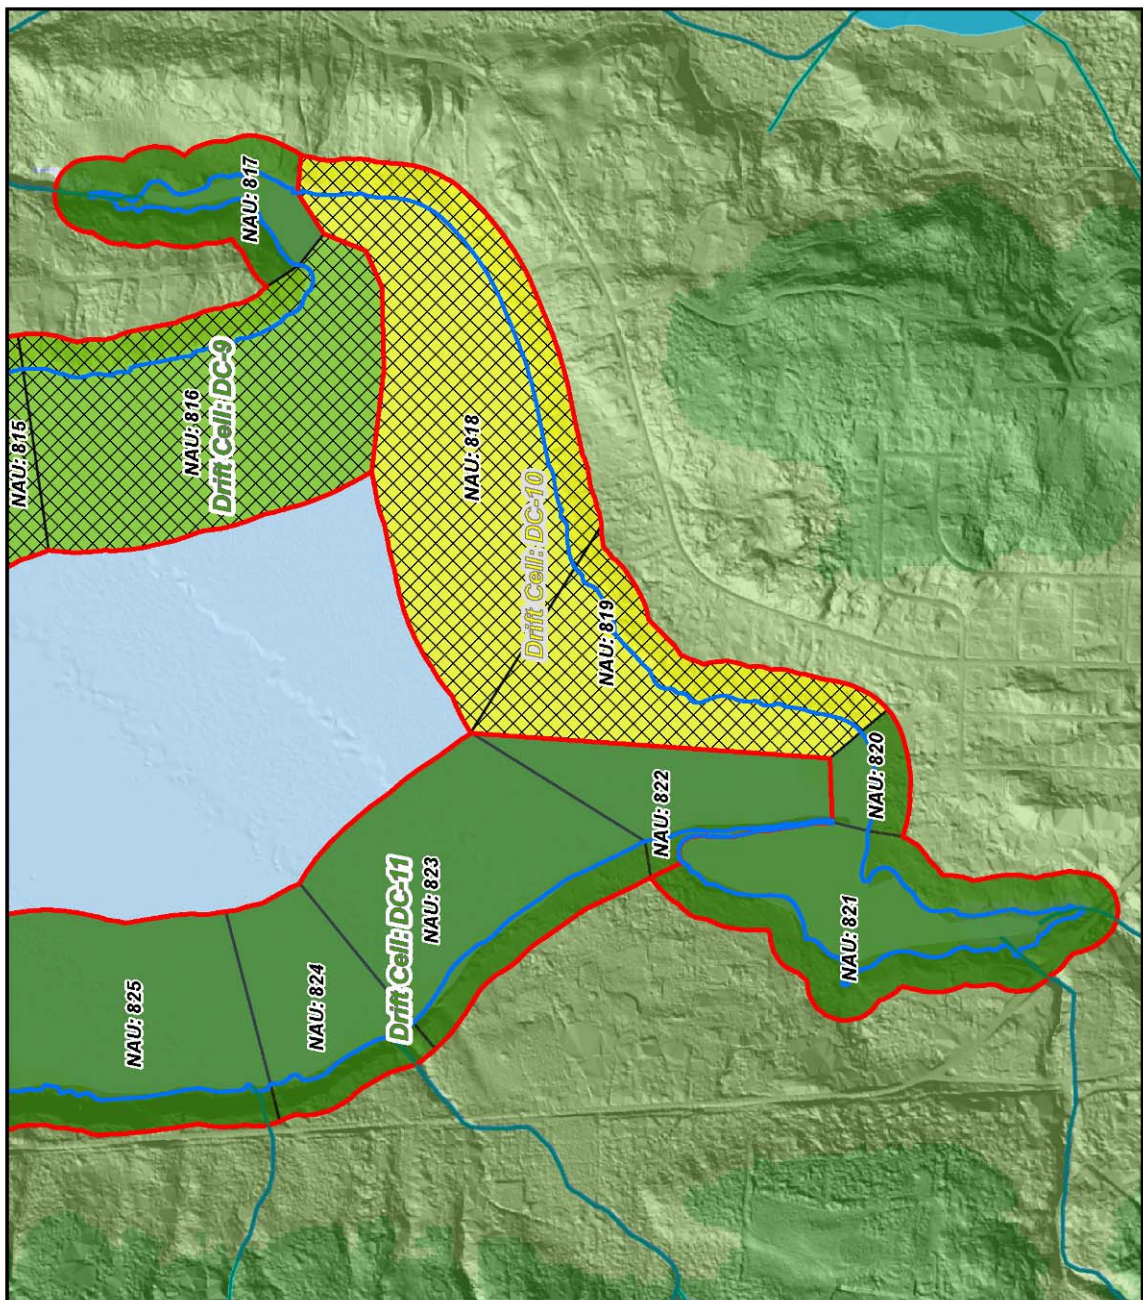 NAU: 815
NAU: 816
Drift Cell: DC-9
NAU: 817
NAU: 818
Drift Cell: DC-10
NAU: 819
NAU: 820
NAU: 821
NAU: 822
NAU: 823
Drift Cell: DC-11
NAU: 824
NAU: 825